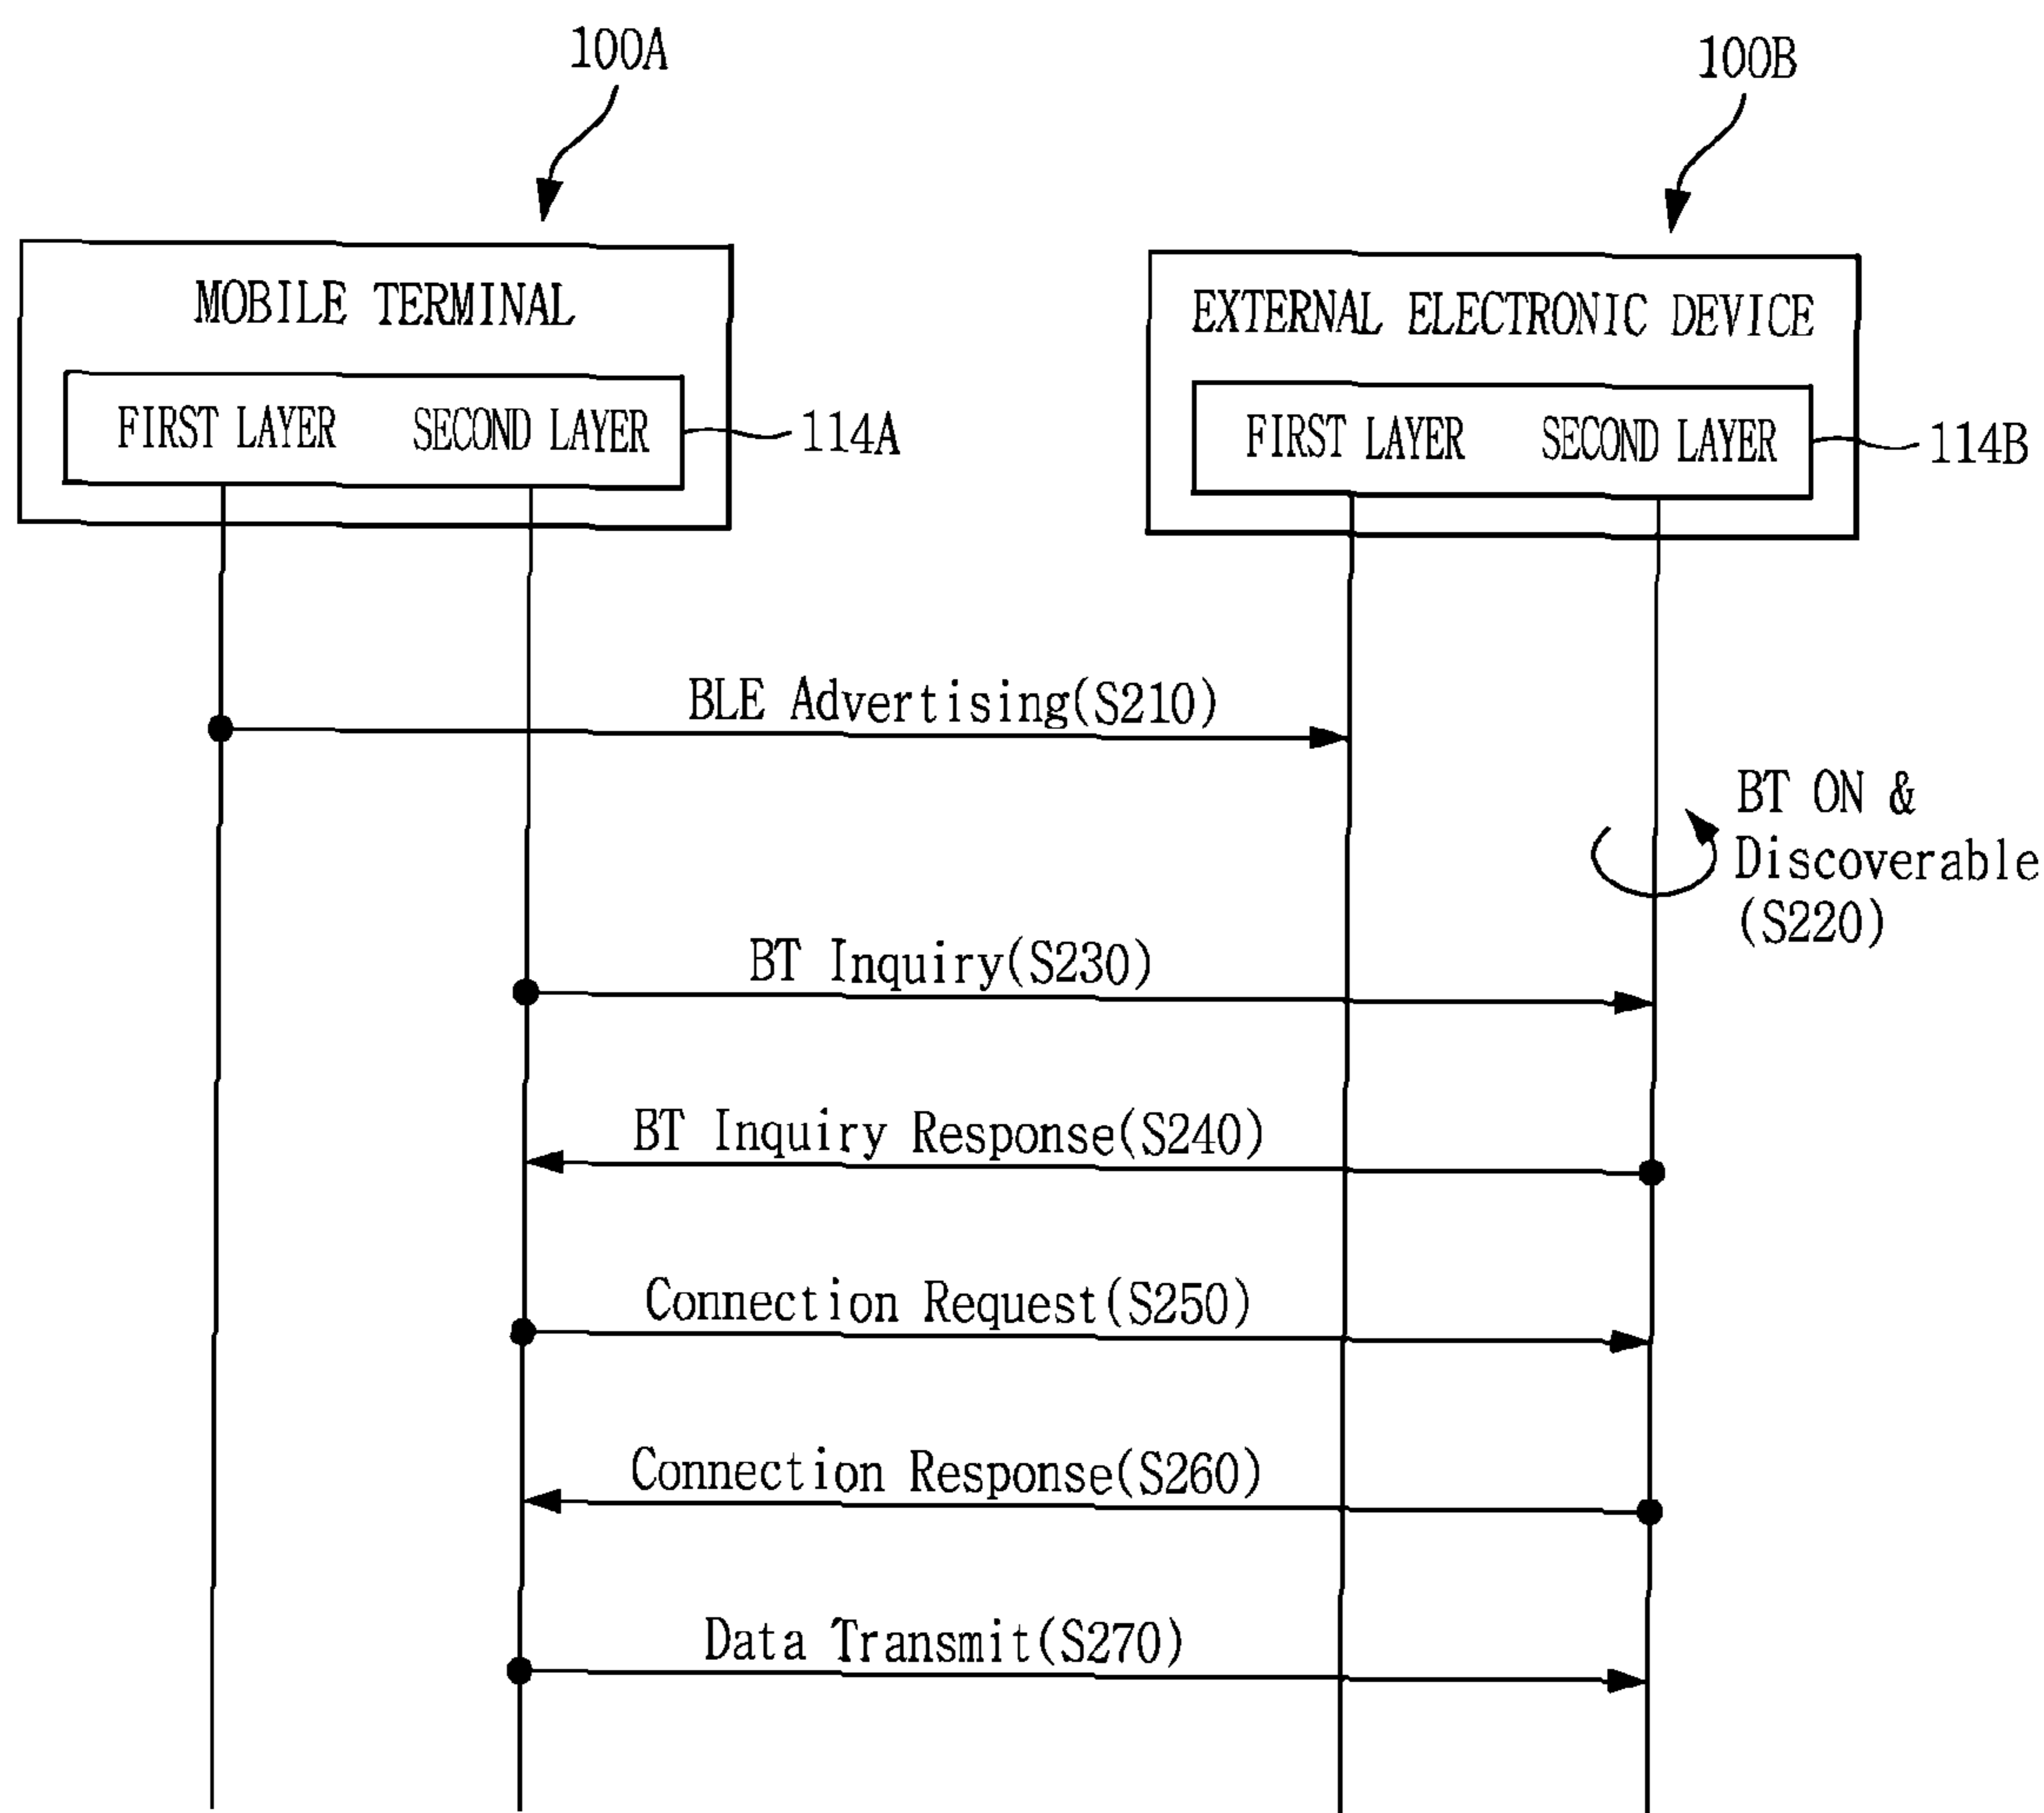 100A
100B
MOBILE TERMINAL
EXTERNAL ELECTRONIC DEVICE
FIRST LAYER
SECOND LAYER
114A
FIRST LAYER
SECOND LAYER
114B
BLE Advertising(S210)
BT ON &
Discoverable
(S220)
BT Inquiry(S230)
BT Inquiry Response(S240)
Connection Request(S250)
Connection Response(S260)
Data Transmit(S270)